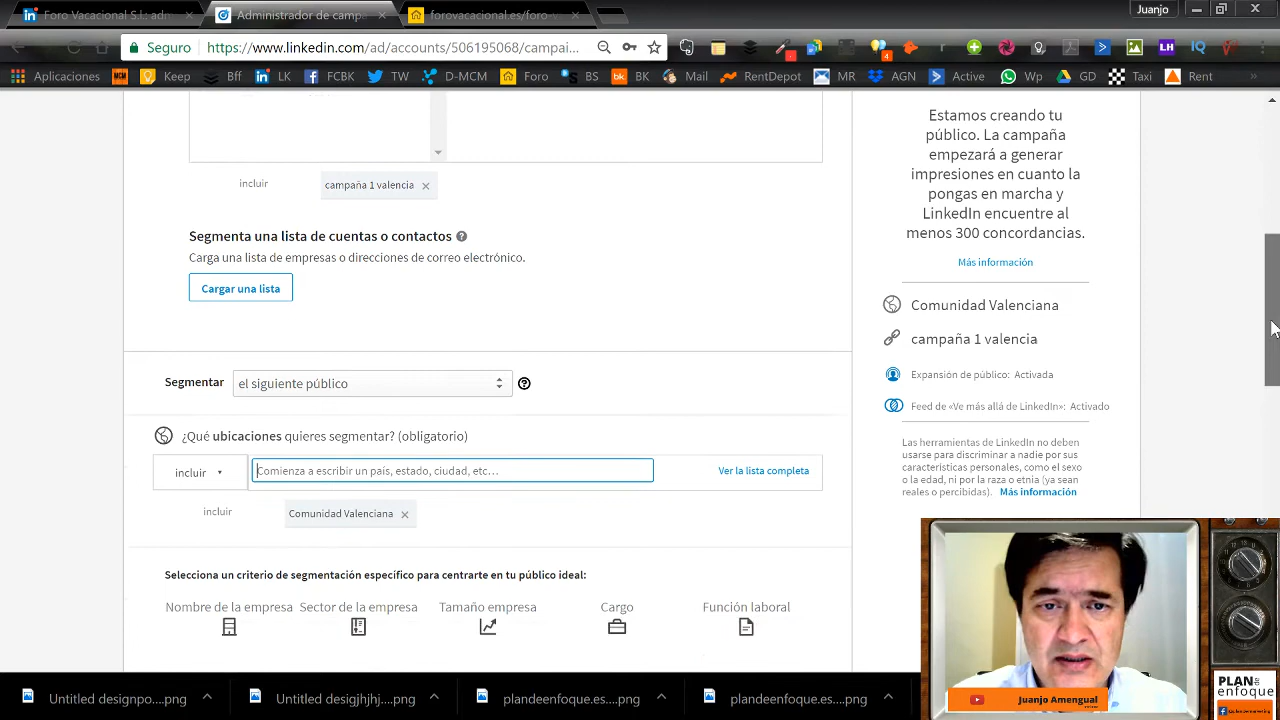 Foro Vacacional S.L.: adm
Administrador de campa
forovacacional.es/foro-v
Juanjo
Seguro
https://www.linkedin.com/ad/accounts/506195068/campai...
Aplicaciones
MCM
Keep
Bff
LK
FCBK
TW
D-MCM
Foro
BS
bk
BK
Mail
RentDepot
MR
AGN
Active
Wp
GD
Taxi
Rent
»
incluir
campaña 1 valencia
Segmenta una lista de cuentas o contactos
Carga una lista de empresas o direcciones de correo electrónico.
Cargar una lista
Segmentar
el siguiente público
¿Qué ubicaciones quieres segmentar? (obligatorio)
incluir
Comienza a escribir un país, estado, ciudad, etc…
Ver la lista completa
incluir
Comunidad Valenciana
Selecciona un criterio de segmentación específico para centrarte en tu público ideal:
Nombre de la empresa
Sector de la empresa
Tamaño empresa
Cargo
Función laboral
Estamos creando tu
público. La campaña
empezará a generar
impresiones en cuanto la
pongas en marcha y
LinkedIn encuentre al
menos 300 concordancias.
Más información
Comunidad Valenciana
campaña 1 valencia
Expansión de público: Activada
Feed de «Ve más allá de LinkedIn»: Activado
Las herramientas de LinkedIn no deben
usarse para discriminar a nadie por sus
características personales, como el sexo
o la edad, ni por la raza o etnia (ya sean
reales o percibidas). Más información
Juanjo Amengual
PLAN de
enfoque
Untitled designpo....png
Untitled desigjhjhj....png
plandeenfoque.es....png
plandeenfoque.es....png